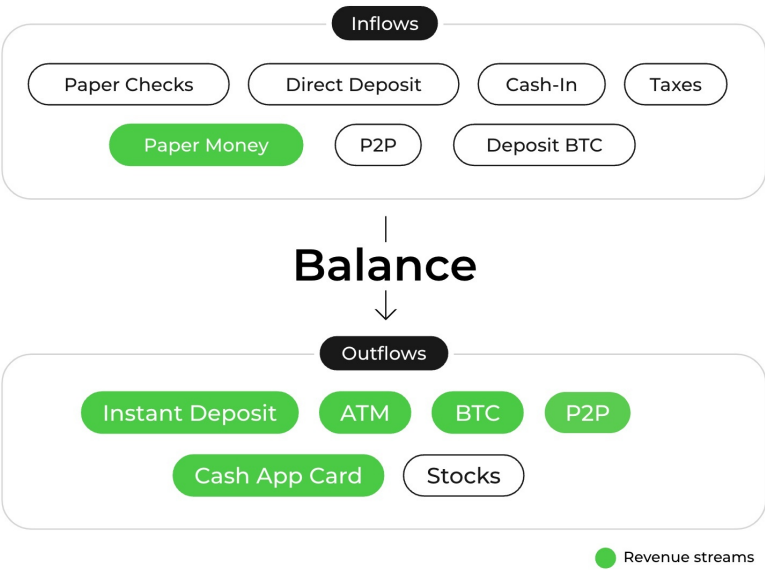 Inflows
Paper Checks Direct Deposit Cash-In Taxes
Paper Money P2P Deposit BTC
Balance
Outflows
Instant Deposit ATM BTC P2P
Cash App Card Stocks
Revenue streams